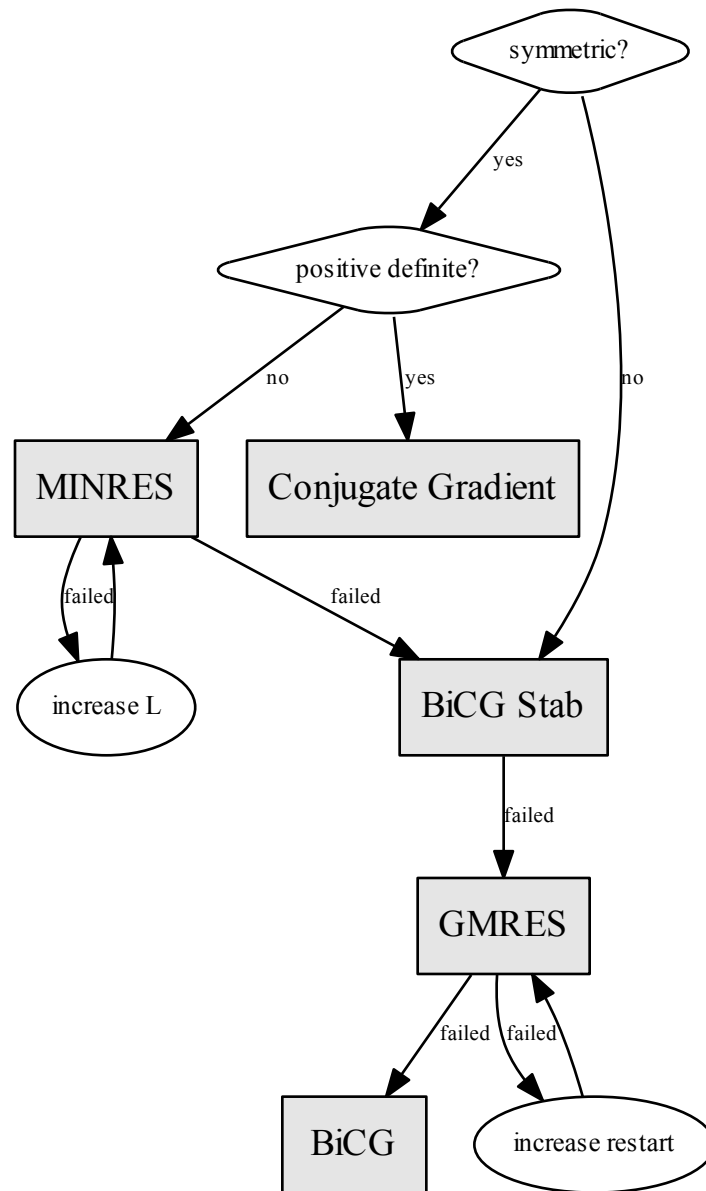 symmetric?
yes
positive definite?
no
yes
no
MINRES
Conjugate Gradient
failed
failed
increase L
BiCG Stab
failed
GMRES
failed
failed
BiCG
increase restart